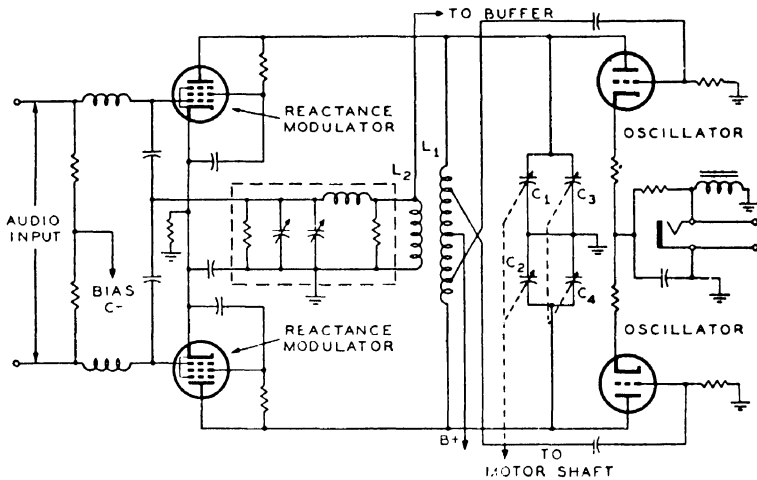 TO BUFFER
REACTANCE
MODULATOR
OSCILLATOR
L2
L1
C1
C3
AUDIO
INPUT
BIAS
C-
C2
C4
REACTANCE
MODULATOR
OSCILLATOR
B+
TO
MOTOR SHAFT